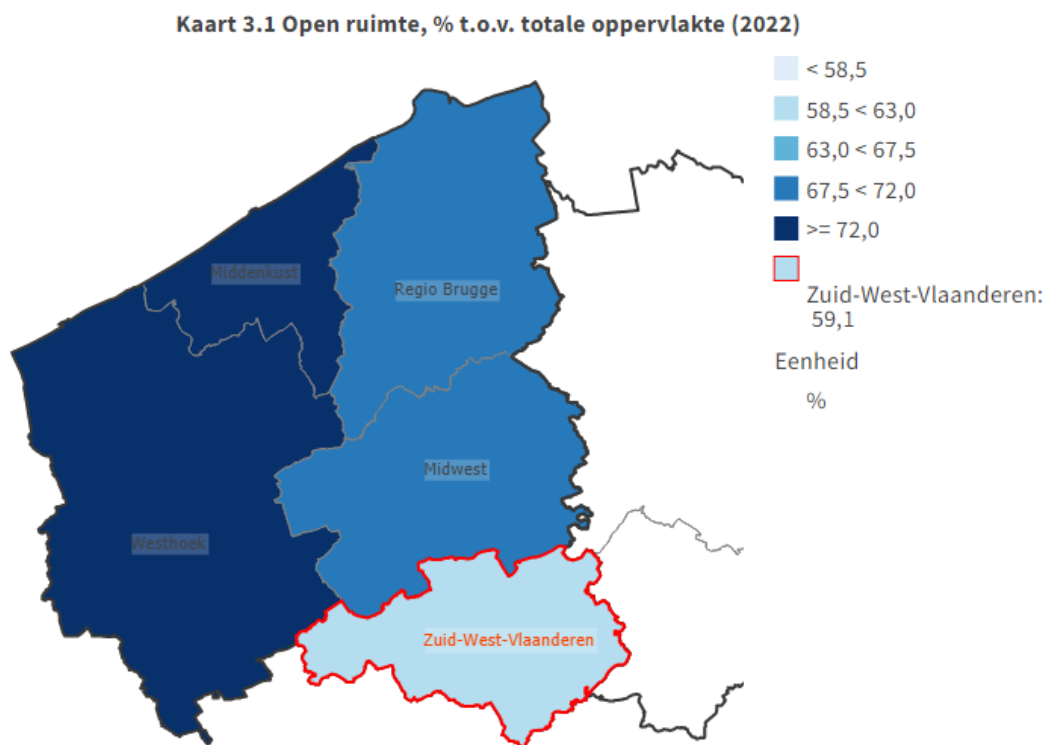 Kaart 3.1 Open ruimte, % t.o.v. totale oppervlakte (2022)
< 58,5
58,5 < 63,0
63,0 < 67,5
67,5 < 72,0
>= 72,0
Zuid-West-Vlaanderen:
59,1
Eenheid
%
Middenkust
Regio Brugge
Midwest
Westhoek
Zuid-West-Vlaanderen